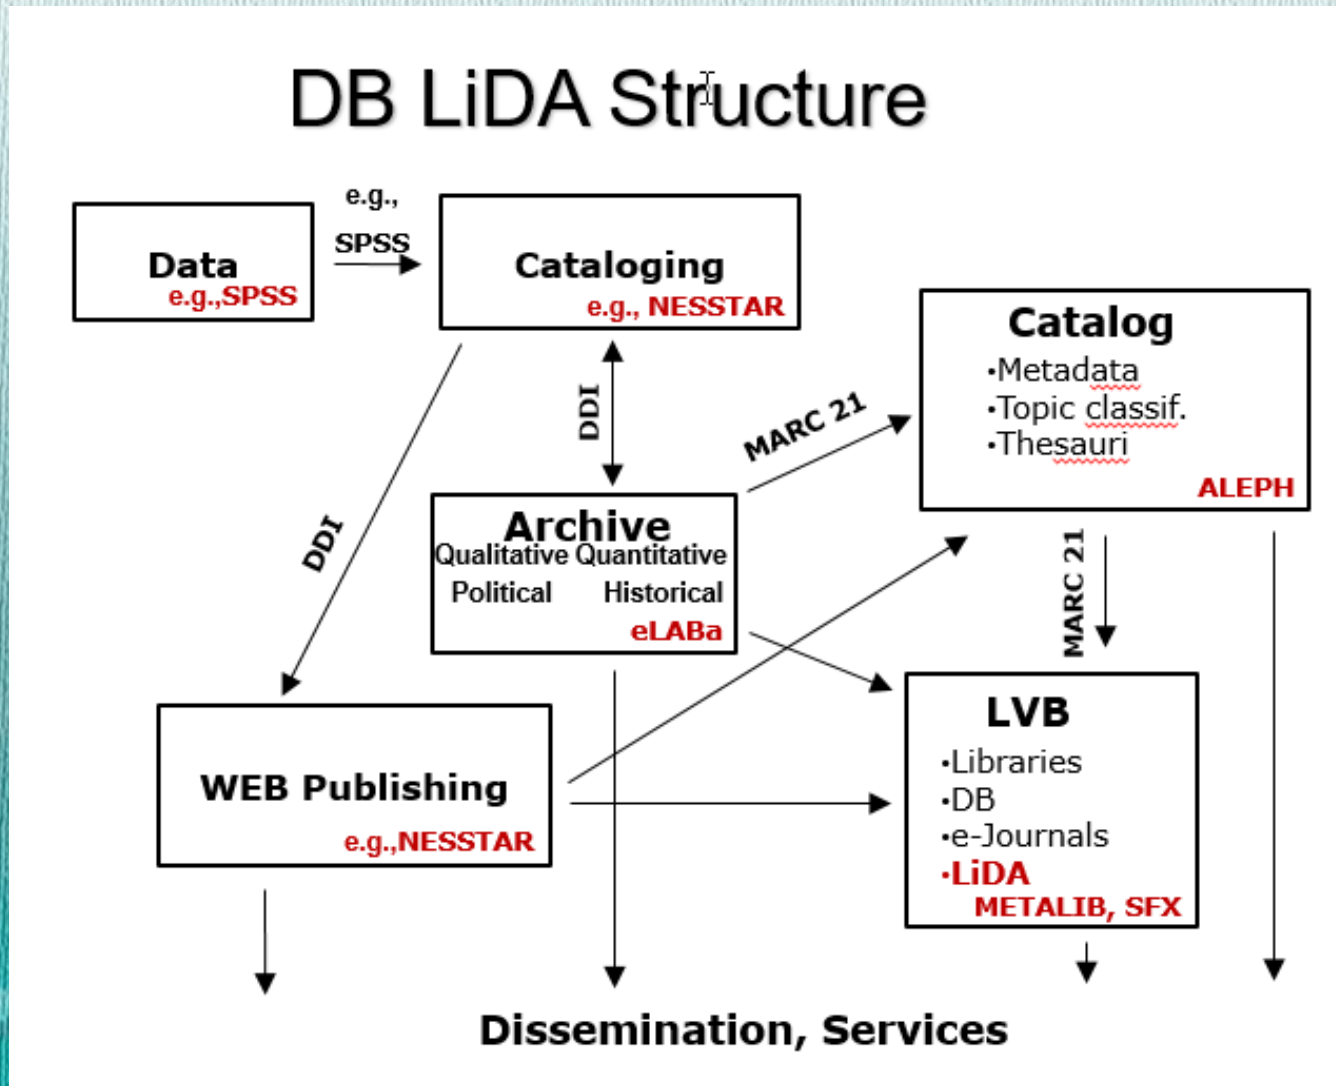 DB LiDA Structure
e.g.,
SPSS
Data
e.g.,SPSS
Cataloging
e.g., NESSTAR
Catalog
•Metadata
•Topic classif.
•Thesauri
ALEPH
DDI
MARC 21
DDI
Archive
Qualitative Quantitative
Political Historical
eLABa
MARC 21
WEB Publishing
e.g.,NESSTAR
LVB
•Libraries
•DB
•e-Journals
•LiDA
METALIB, SFX
Dissemination, Services